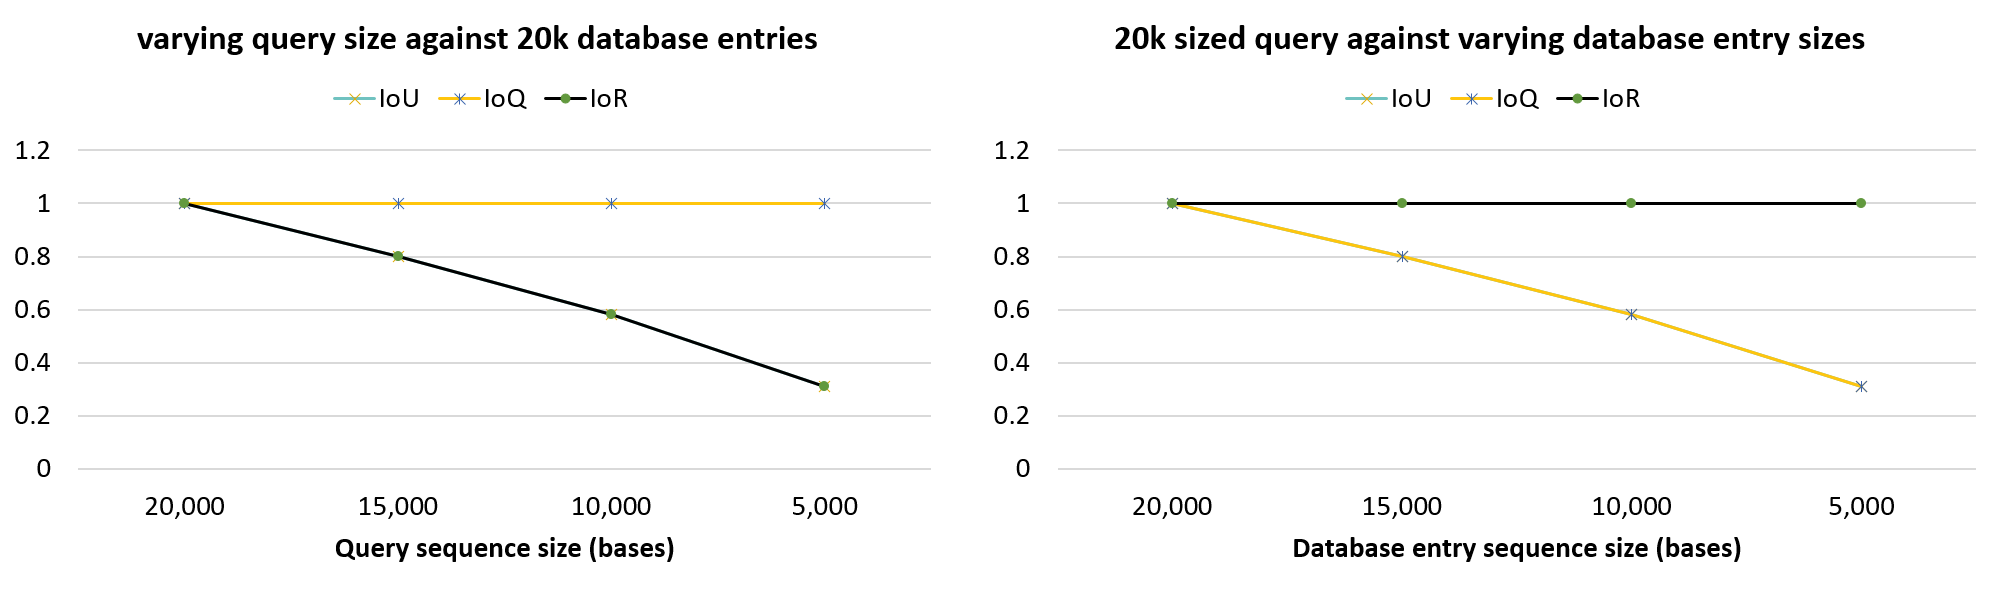 varying query size against 20k database entries
IoU IoQ IoR
1.2
1
0.8
0.6
0.4
0.2
0
20,000 15,000 10,000 5,000
Query sequence size (bases)
20k sized query against varying database entry sizes
IoU IoQ IoR
1.2
1
0.8
0.6
0.4
0.2
0
20,000 15,000 10,000 5,000
Database entry sequence size (bases)